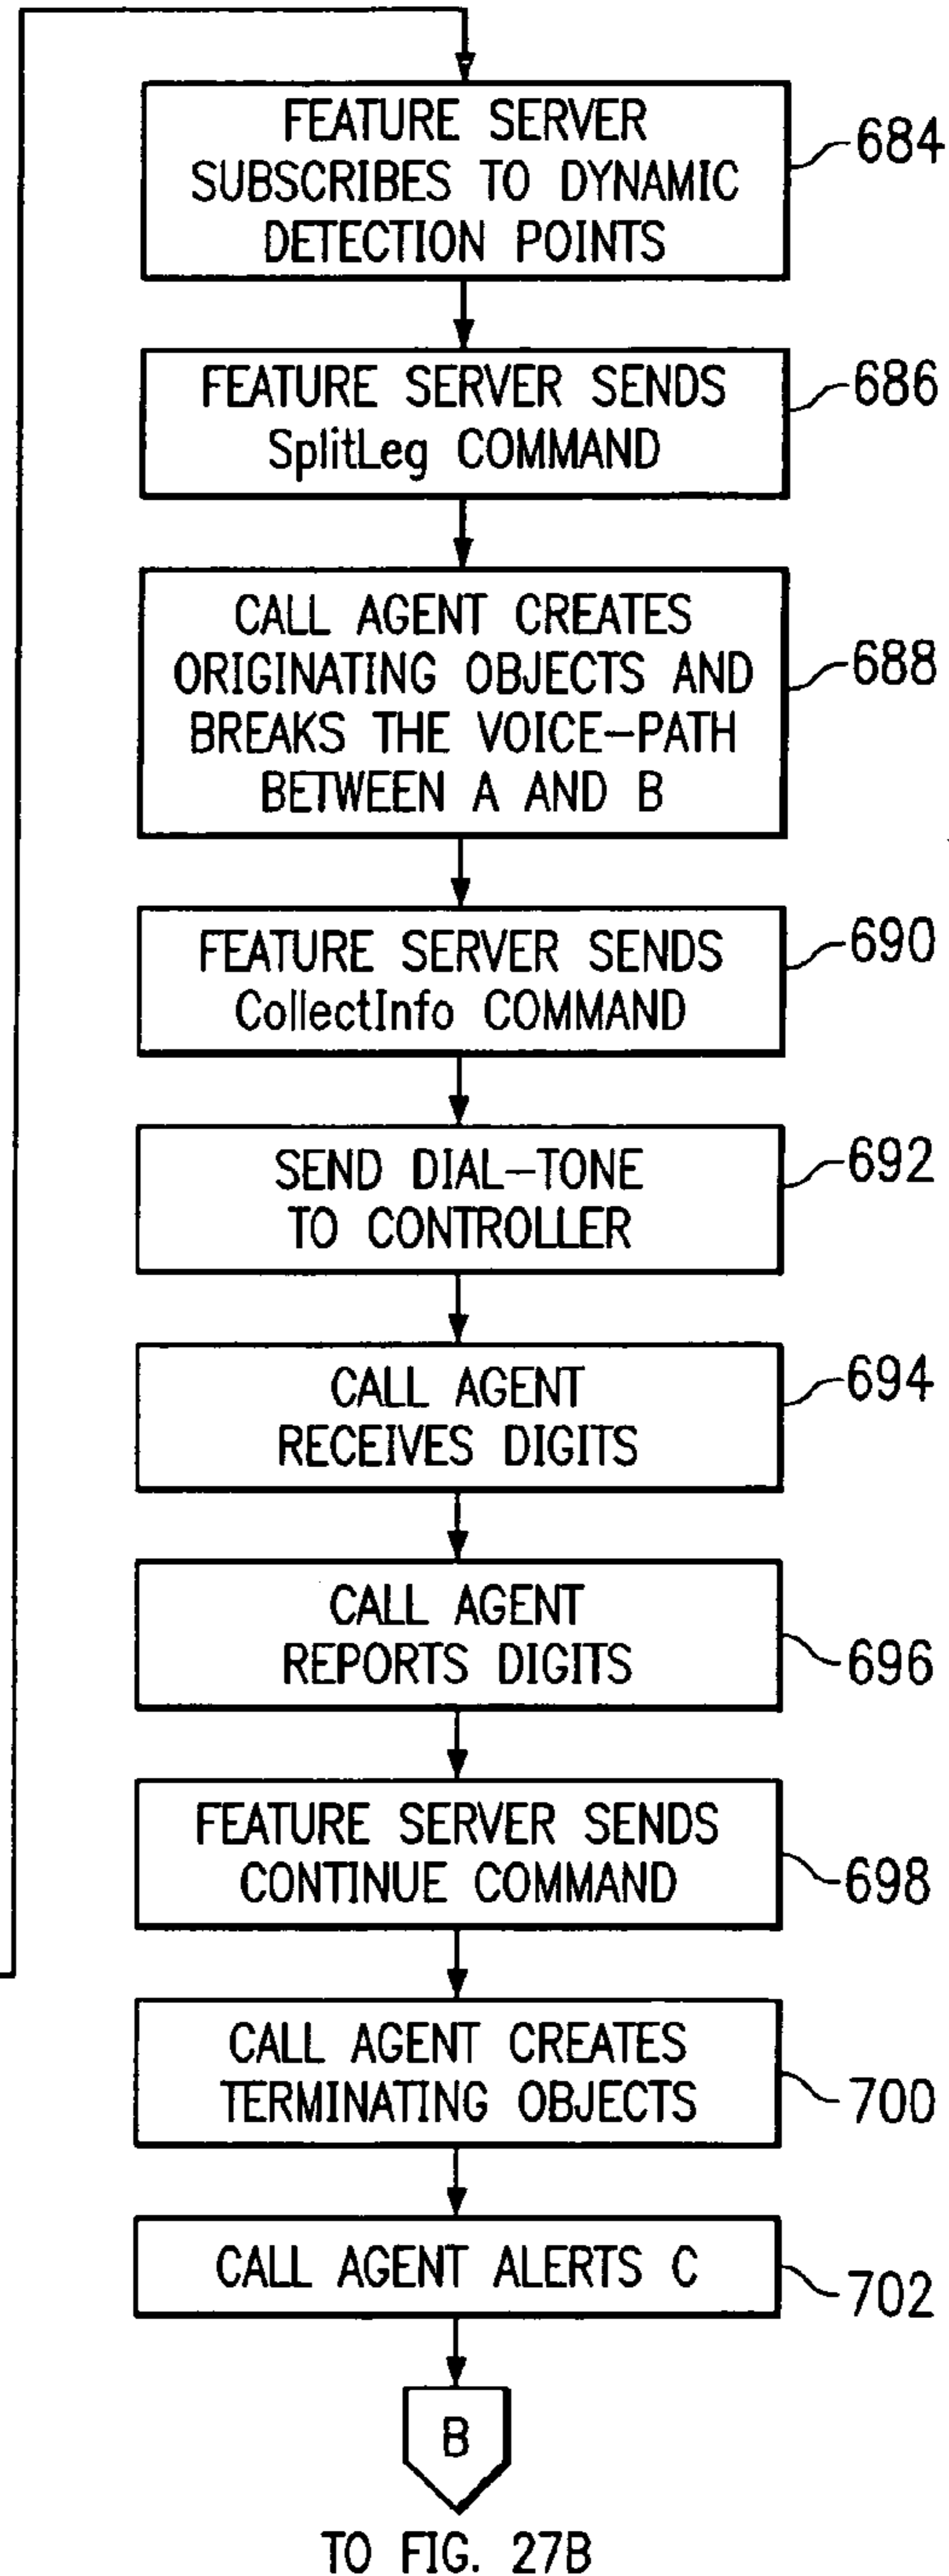 FEATURE SERVER
SUBSCRIBES TO DYNAMIC
DETECTION POINTS
684
FEATURE SERVER SENDS
SplitLeg COMMAND
686
CALL AGENT CREATES
ORIGINATING OBJECTS AND
BREAKS THE VOICE-PATH
BETWEEN A AND B
688
FEATURE SERVER SENDS
CollectInfo COMMAND
690
SEND DIAL-TONE
TO CONTROLLER
692
CALL AGENT
RECEIVES DIGITS
694
CALL AGENT
REPORTS DIGITS
696
FEATURE SERVER SENDS
CONTINUE COMMAND
698
CALL AGENT CREATES
TERMINATING OBJECTS
700
CALL AGENT ALERTS C
702
B
TO FIG. 27B